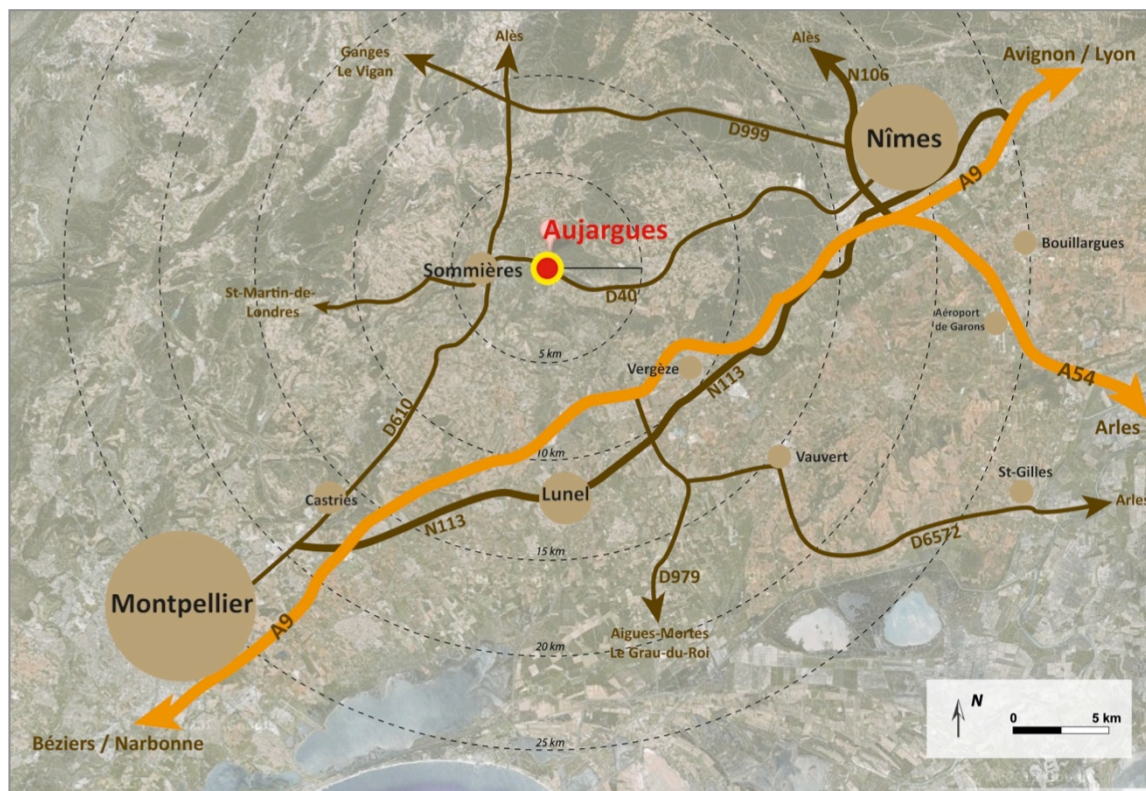 Alès
Ganges
Le Vigan
Alès
N106
Avignon / Lyon
D999
Nîmes
A9
Aujargues
Sommières
Bouillargues
St-Martin-de-
Londres
D40
Aéroport
de Garons
5 km
Vergèze
N113
A54
Arles
D610
10 km
Vauvert
Castries
Lunel
St-Gilles
Arles
N113
D6572
15 km
D979
Montpellier
A9
Aigues-Mortes
Le Grau-du-Roi
20 km
N
0 5 km
Béziers / Narbonne
25 km